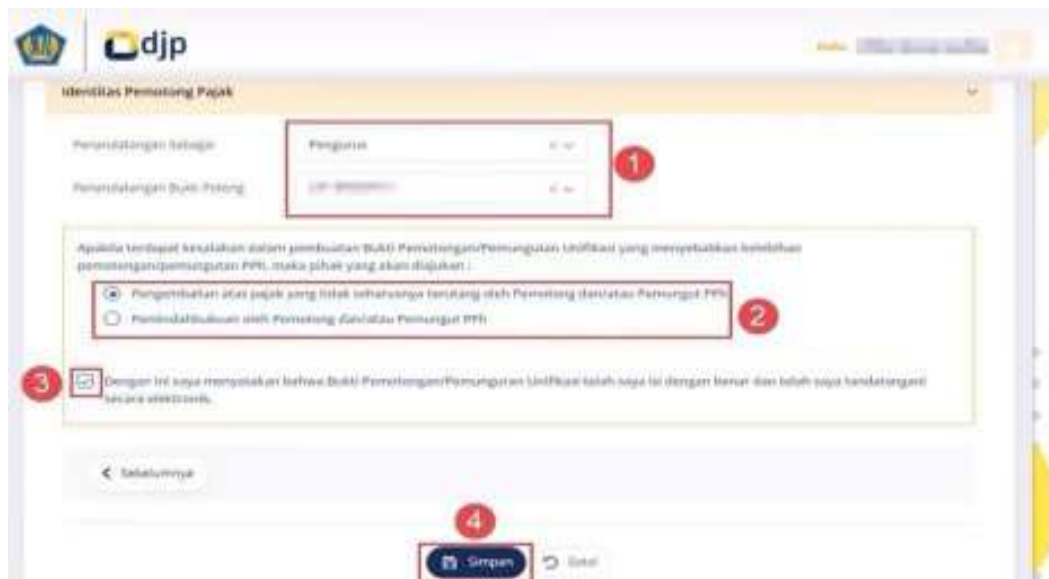 djp
Identitas Pemotong Pajak
Penandatangan Sebagai
Pengurus
1
Penandatangan Bukti Potong
Apabila terdapat kesalahan dalam pembuatan Bukti Pemotongan/Pemungutan Unifikasi yang menyebabkan kelebihan
pemotongan/pemungutan PPh, maka pihak yang akan diajukan :
Pengembalian atas pajak yang tidak seharusnya terutang oleh Pemotong dan/atau Pemungut PPh
Pemindahbukuan oleh Pemotong dan/atau Pemungut PPh
2
3
Dengan ini saya menyatakan bahwa Bukti Pemotongan/Pemungutan Unifikasi telah saya isi dengan benar dan telah saya tandatangani
secara elektronik.
Sebelumnya
4
Simpan
Batal